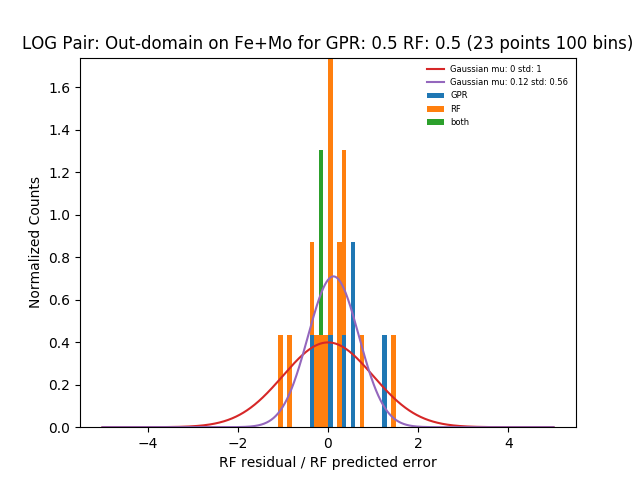 LOG Pair: Out-domain on Fe+Mo for GPR: 0.5 RF: 0.5 (23 points 100 bins)
Gaussian mu: 0 std: 1
Gaussian mu: 0.12 std: 0.56
GPR
RF
both
Normalized Counts
1.6
1.4
1.2
1.0
0.8
0.6
0.4
0.2
0.0
−4 −2 0 2 4
RF residual / RF predicted error